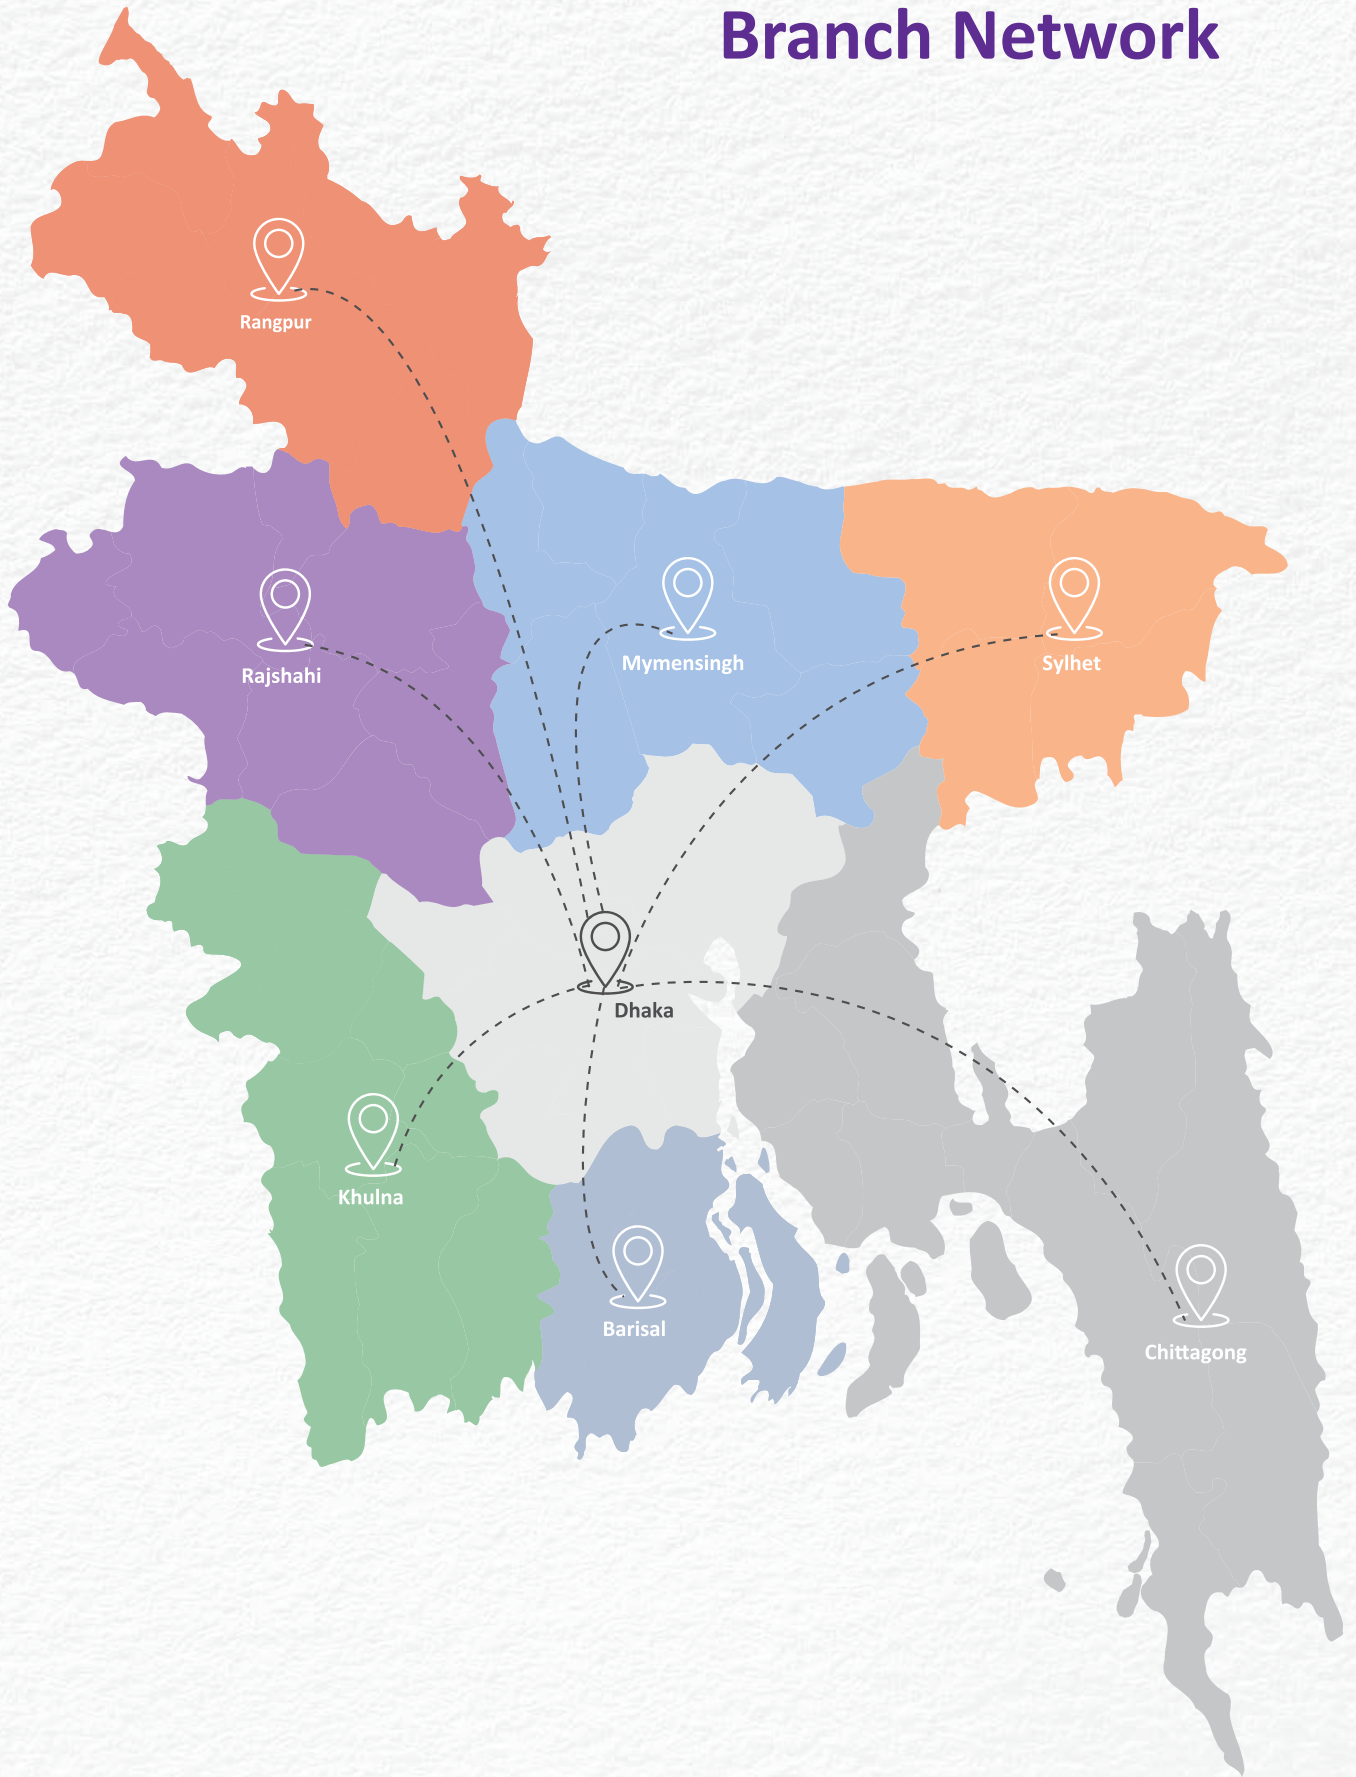 Branch Network
Rangpur
Rajshahi
Mymensingh
Sylhet
Dhaka
Khulna
Barisal
Chittagong